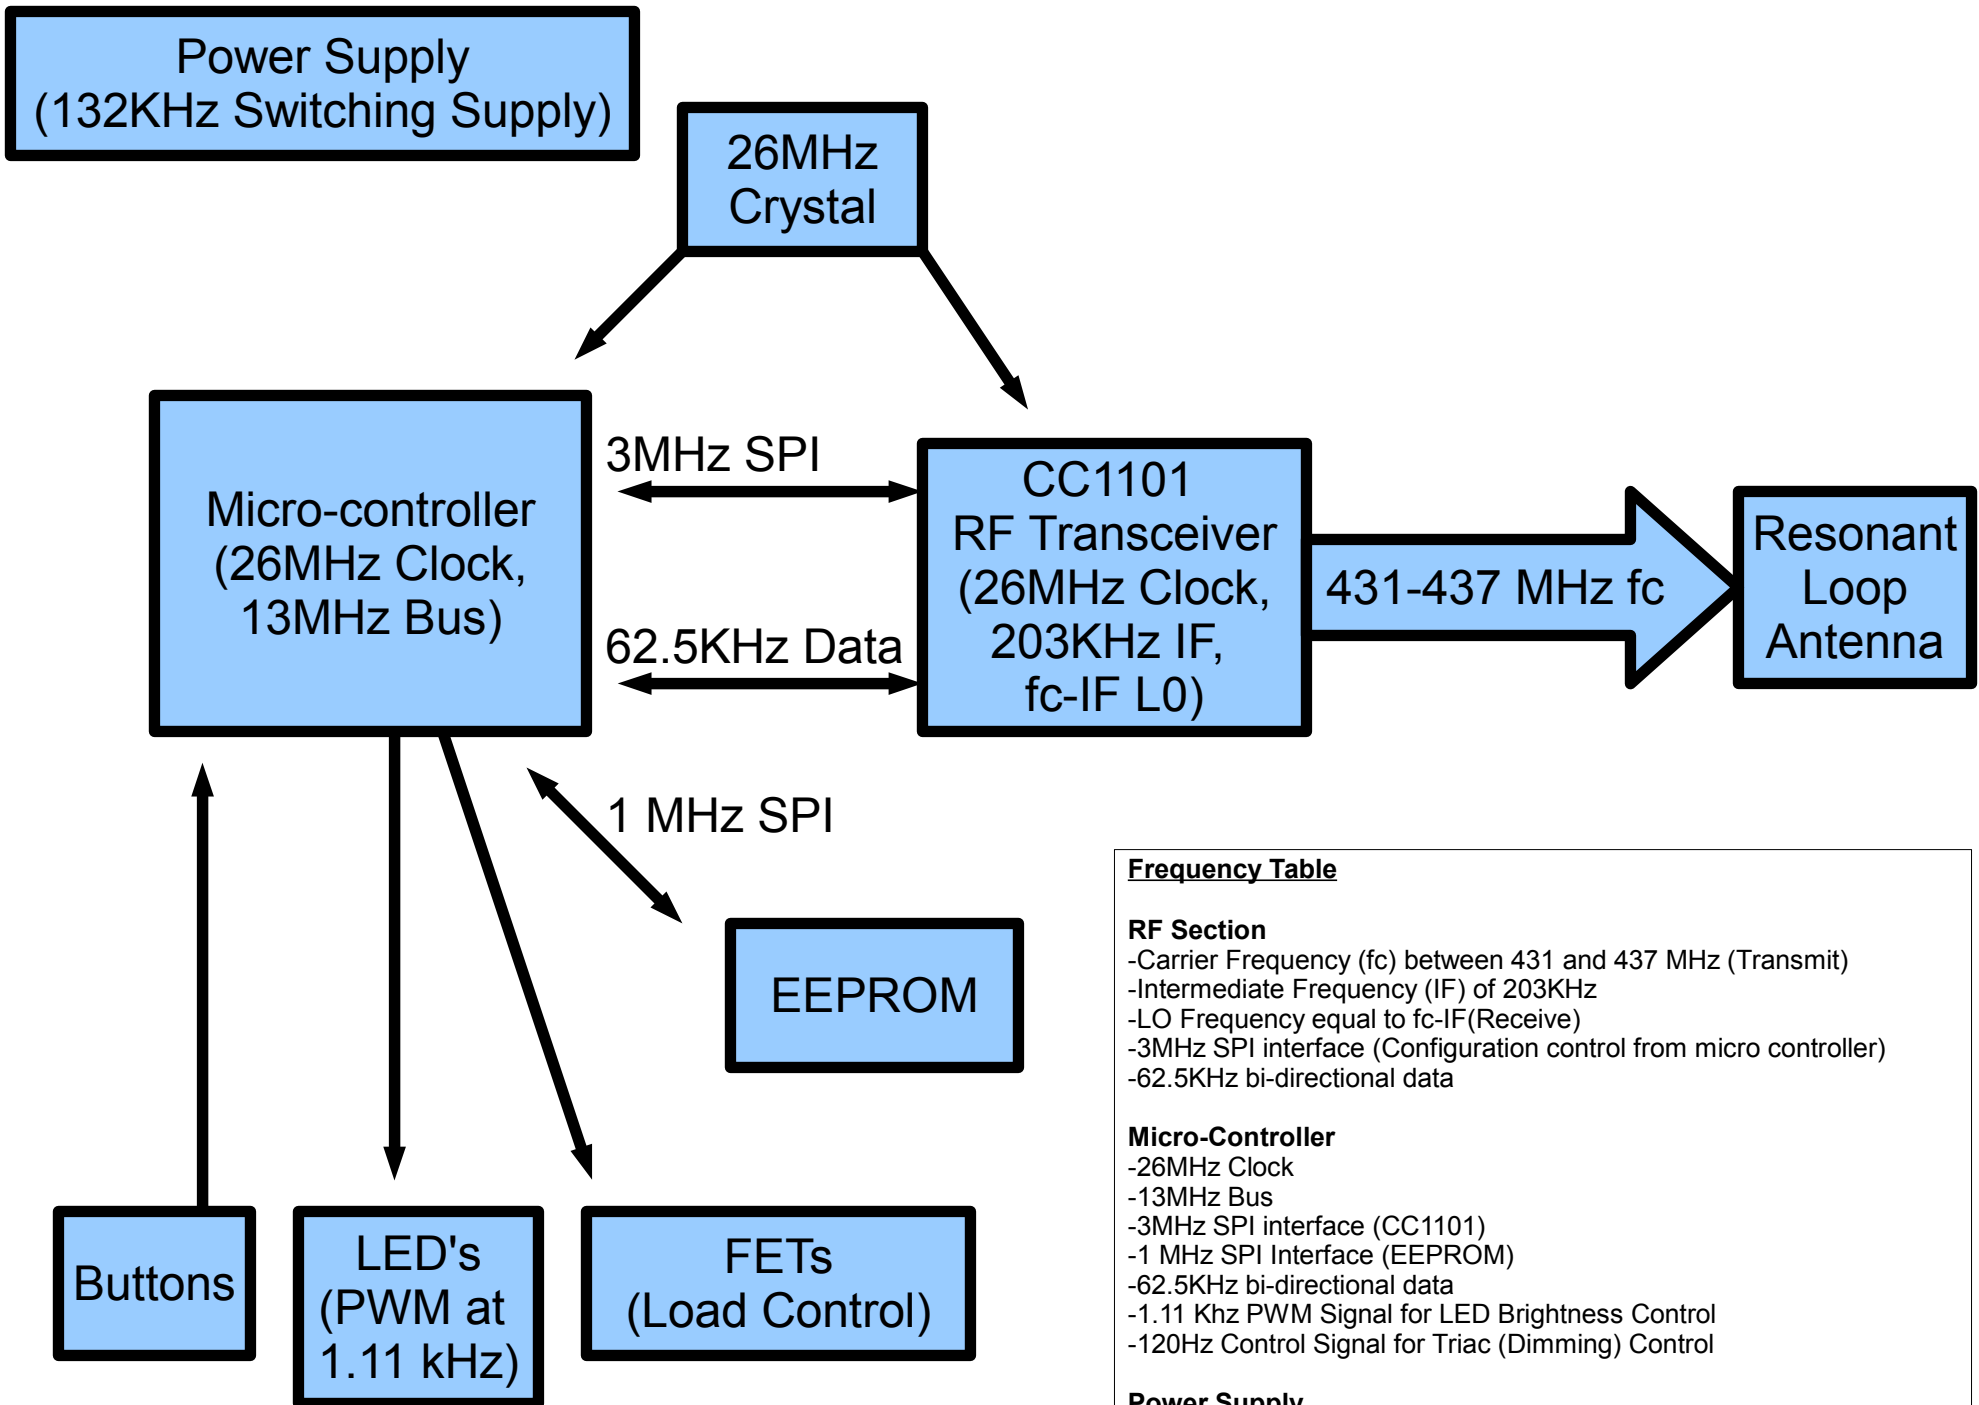 Power Supply
(132KHz Switching Supply)
26MHz
Crystal
Micro-controller
(26MHz Clock,
13MHz Bus)
3MHz SPI
62.5KHz Data
CC1101
RF Transceiver
(26MHz Clock,
203KHz IF,
fc-IF L0)
431-437 MHz fc
Resonant
Loop
Antenna
1 MHz SPI
EEPROM
Buttons
LED's
(PWM at
1.11 kHz)
FETs
(Load Control)
Frequency Table
RF Section
-Carrier Frequency (fc) between 431 and 437 MHz (Transmit)
-Intermediate Frequency (IF) of 203KHz
-LO Frequency equal to fc-IF(Receive)
-3MHz SPI interface (Configuration control from micro controller)
-62.5KHz bi-directional data
Micro-Controller
-26MHz Clock
-13MHz Bus
-3MHz SPI interface (CC1101)
-1 MHz SPI Interface (EEPROM)
-62.5KHz bi-directional data
-1.11 Khz PWM Signal for LED Brightness Control
-120Hz Control Signal for Triac (Dimming) Control
Power Supply